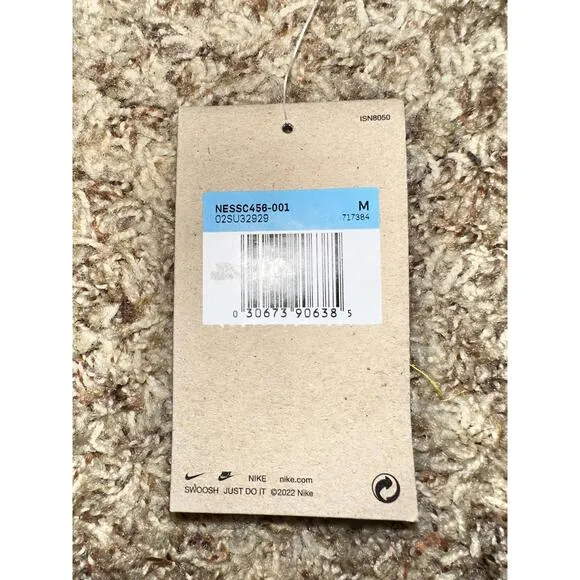 ISN8050
NESSC456-001 M
02SU32929 717384
0 30673 90638 5
NIKE nike.com
SWOOSH JUST DO IT ©2022 Nike